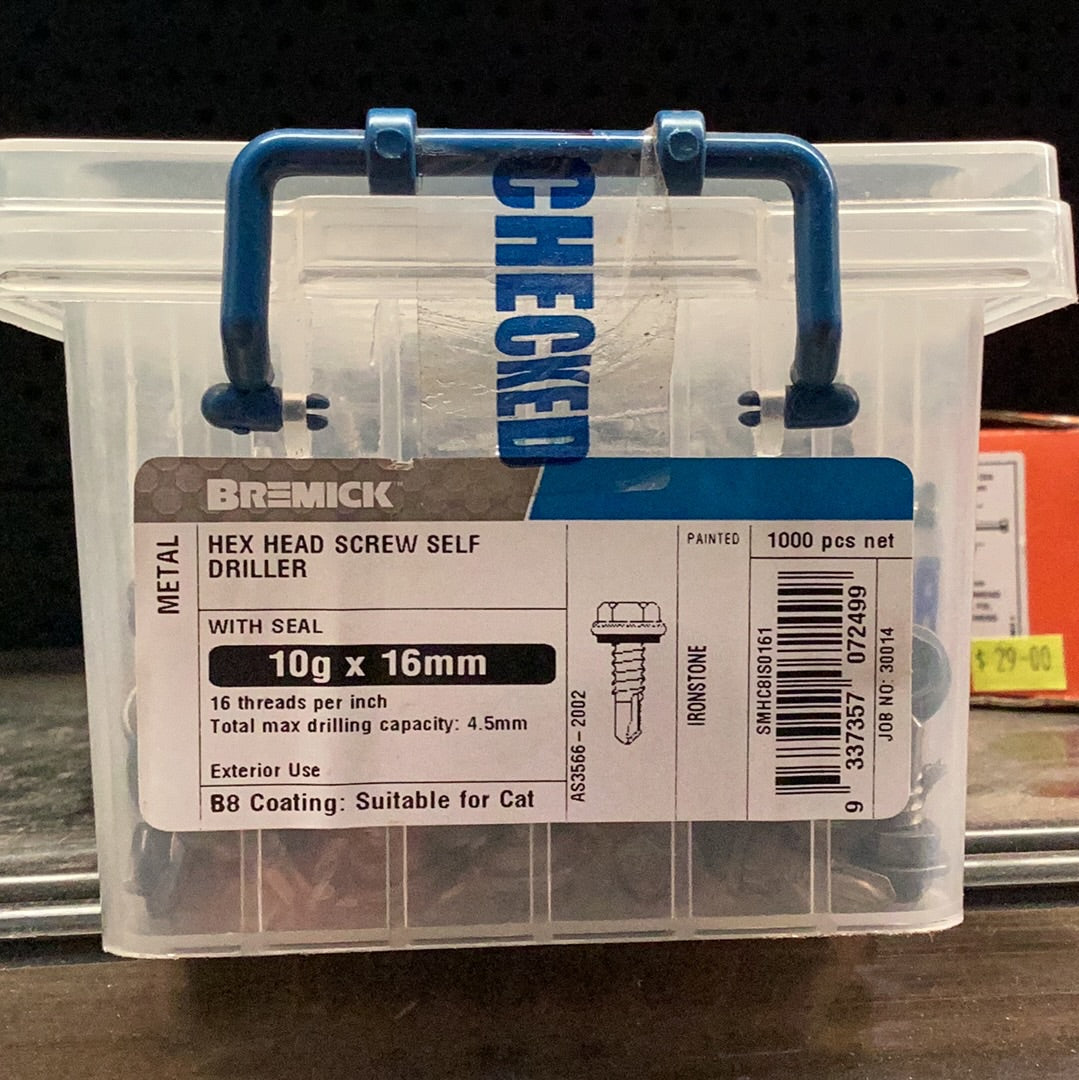 CHECKED
BREMICK
METAL
HEX HEAD SCREW SELF
DRILLER
WITH SEAL
10g x 16mm
16 threads per inch
Total max drilling capacity: 4.5mm
Exterior Use
B8 Coating: Suitable for Cat
AS3566-2002
PAINTED
IRONSTONE
1000 pcs net
SMHC8IS0161
9 337357 072499
JOB NO: 30014
$ 29-00